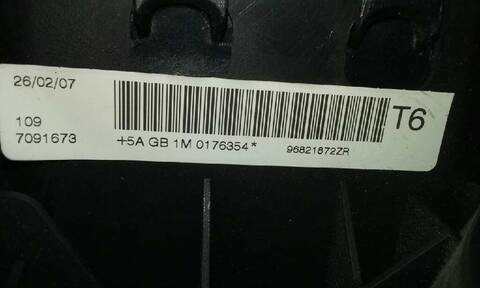 26/02/07
T6
109
7091673
+5A GB 1M 0176354*
96821872ZR